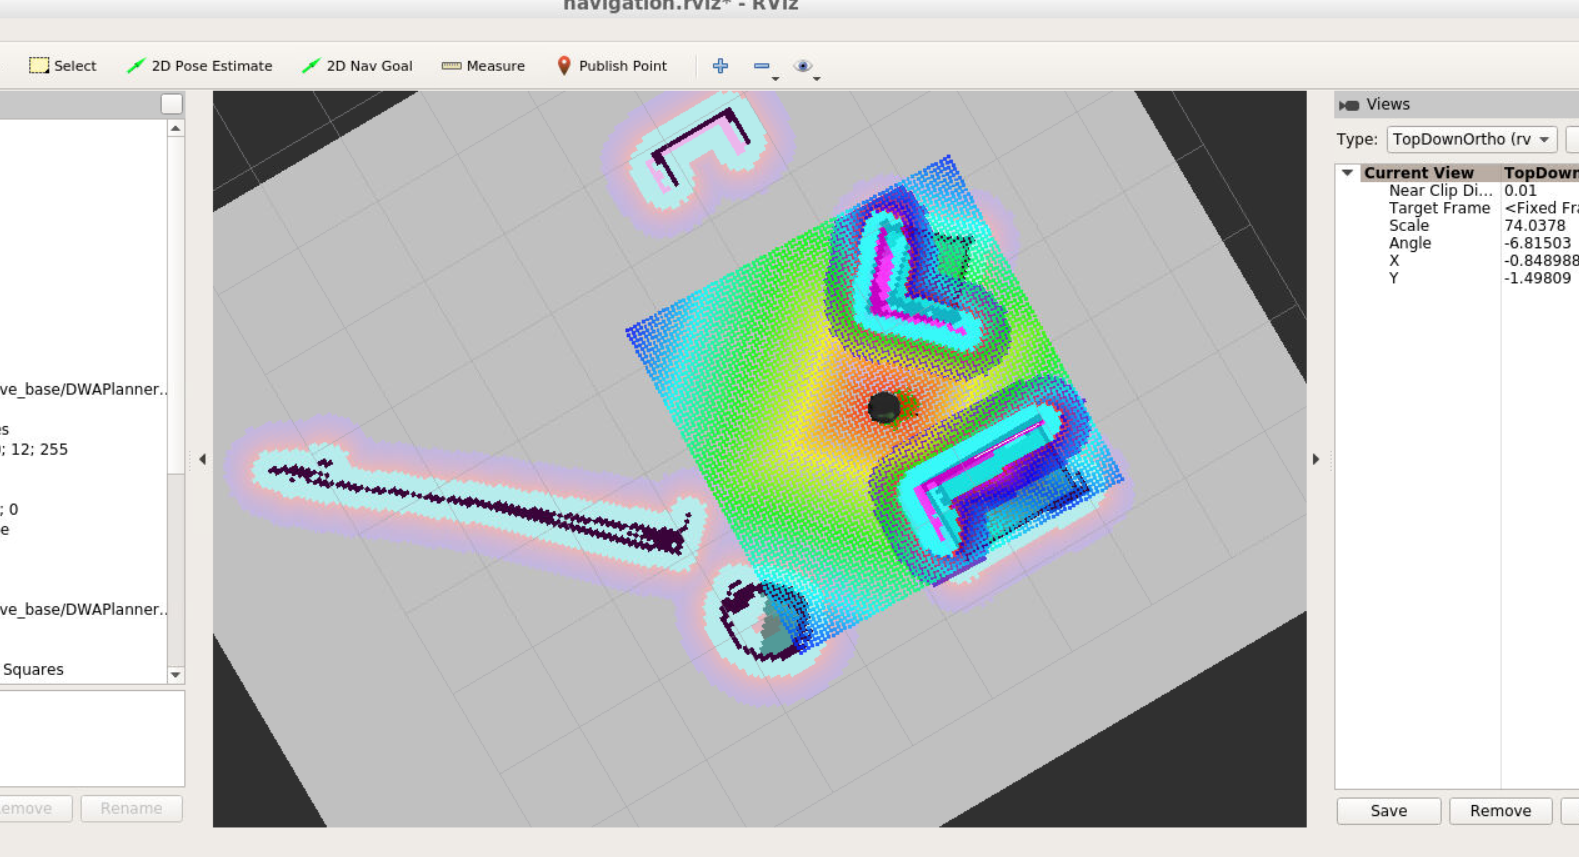 navigation.rviz* - RViz
Select 2D Pose Estimate 2D Nav Goal Measure Publish Point
ve_base/DWAPlanner...
s
; 12; 255
; 0
e
ve_base/DWAPlanner...
Squares
emove Rename
Views
Type: TopDownOrtho (rv
Current View TopDown
Near Clip Di... 0.01
Target Frame <Fixed Fra
Scale 74.0378
Angle -6.81503
X -0.848988
Y -1.49809
Save Remove